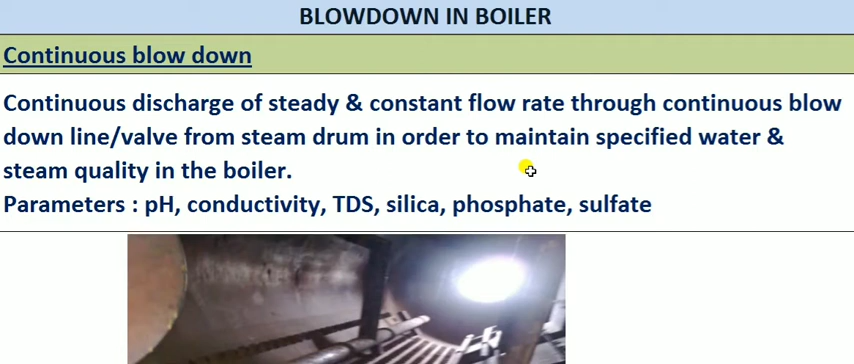 BLOWDOWN IN BOILER
Continuous blow down
Continuous discharge of steady & constant flow rate through continuous blow
down line/valve from steam drum in order to maintain specified water &
steam quality in the boiler.
Parameters : pH, conductivity, TDS, silica, phosphate, sulfate